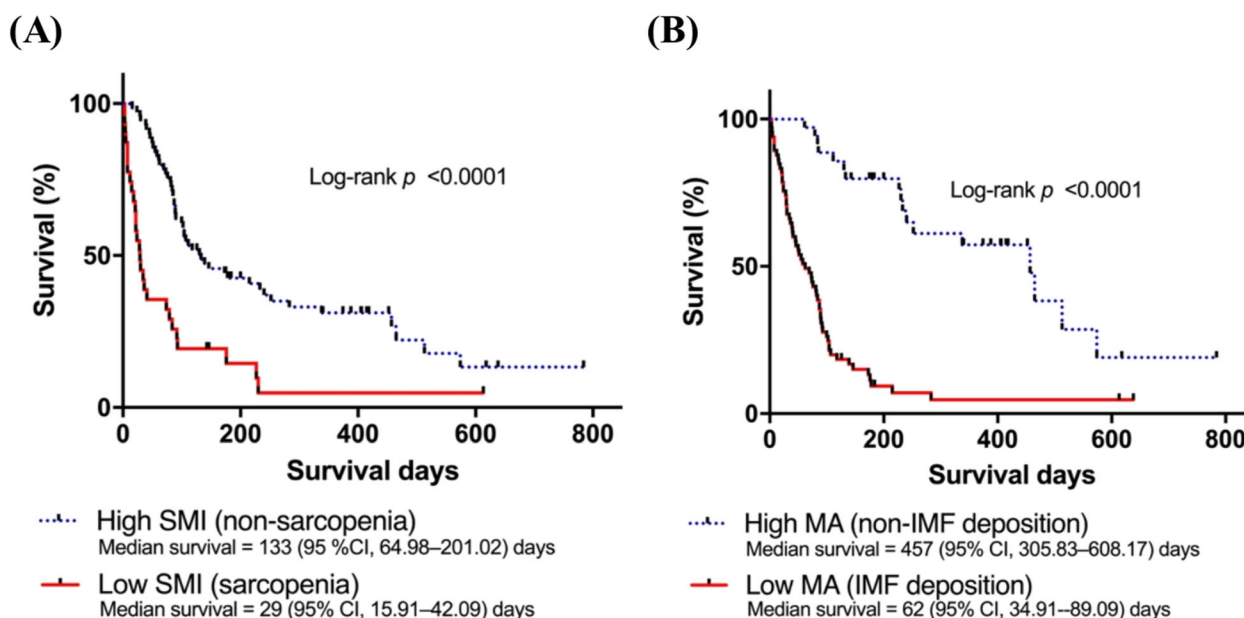 (A)
(B)
Survival (%)
100
50
0
Log-rank p <0.0001
0 200 400 600 800
Survival days
High SMI (non-sarcopenia)
Median survival = 133 (95 %CI, 64.98–201.02) days
Low SMI (sarcopenia)
Median survival = 29 (95% CI, 15.91–42.09) days
Survival (%)
100
50
0
Log-rank p <0.0001
0 200 400 600 800
Survival days
High MA (non-IMF deposition)
Median survival = 457 (95% CI, 305.83–608.17) days
Low MA (IMF deposition)
Median survival = 62 (95% CI, 34.91--89.09) days